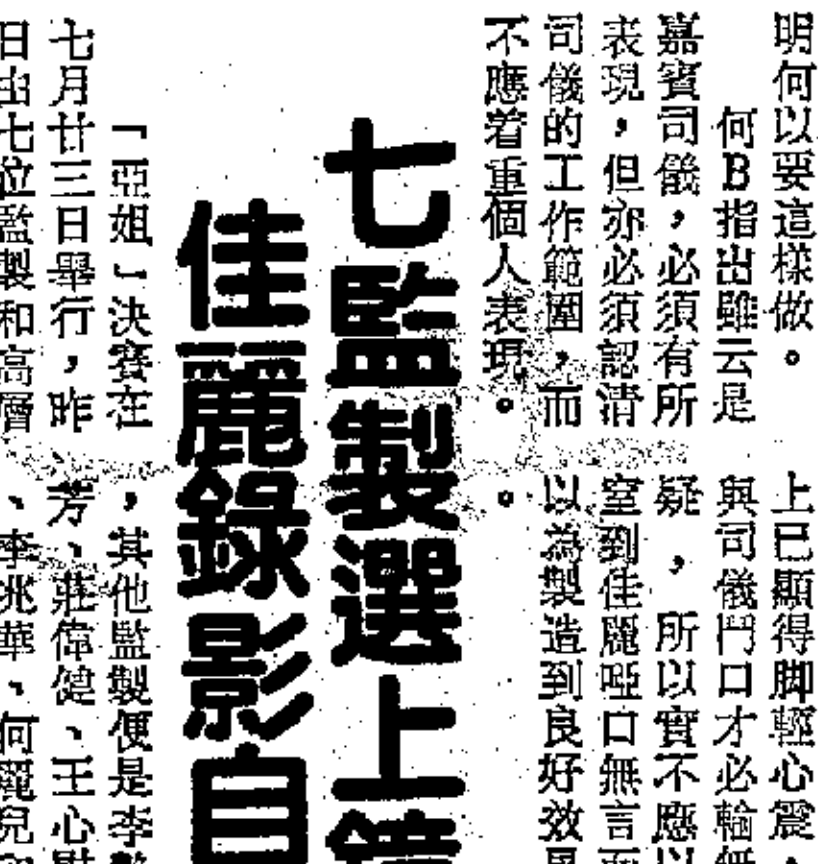 明何以要這樣做。
何B指出雖云是
嘉賓司儀，必須有所
表現，但亦必須認清
司儀的工作範圍，而
不應着重個人表現。
上已顯得脚輕心震，
與司儀鬥口才必輸無
疑，所以實不應以
室到佳麗啞口無言而
以為製造到良好效果
。
七監製選上鏡
佳麗錄影自
「亞姐」決賽在
七月廿三日舉行，昨
日由七位監製和高層
，其他監製便是李
芳、莊偉健、王心慰
、李兆華、何麗兒